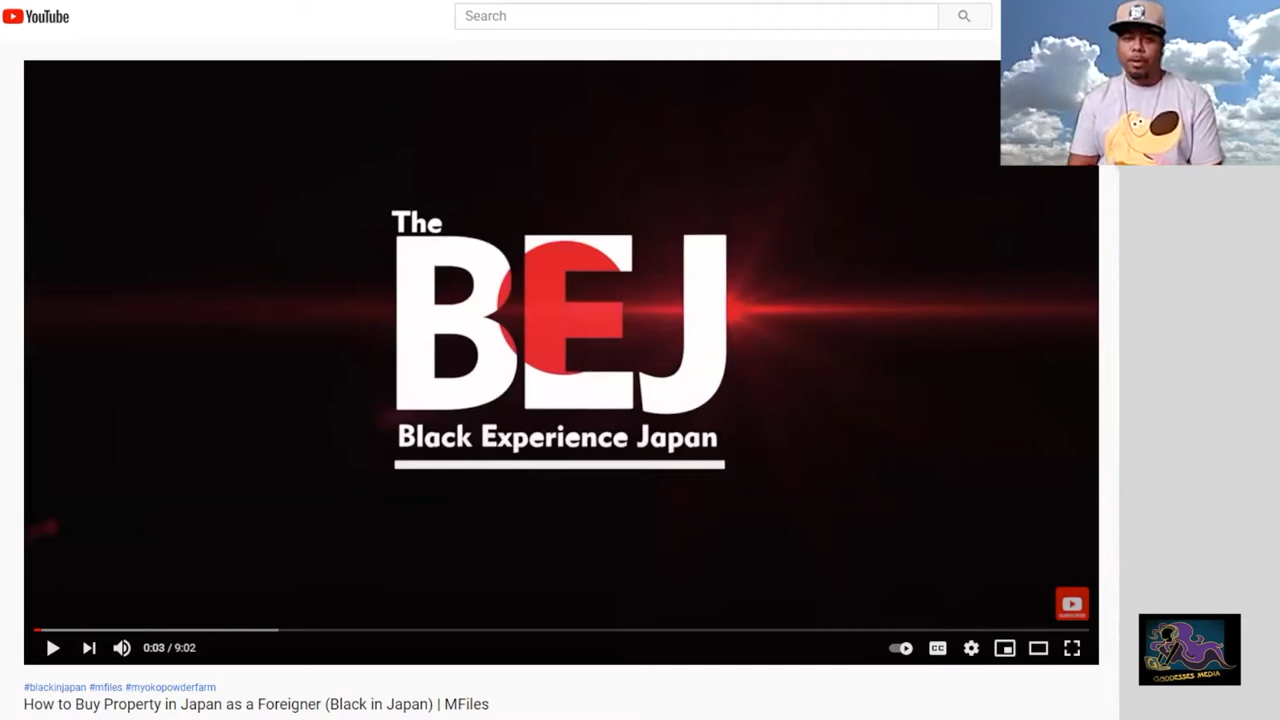 YouTube
Search
The
BEJ
Black Experience Japan
SUBSCRIBE
0:03 / 9:02
CC
#blackinjapan #mfiles #myokopowderfarm
How to Buy Property in Japan as a Foreigner (Black in Japan) | MFiles
GODDESSES MEDIA